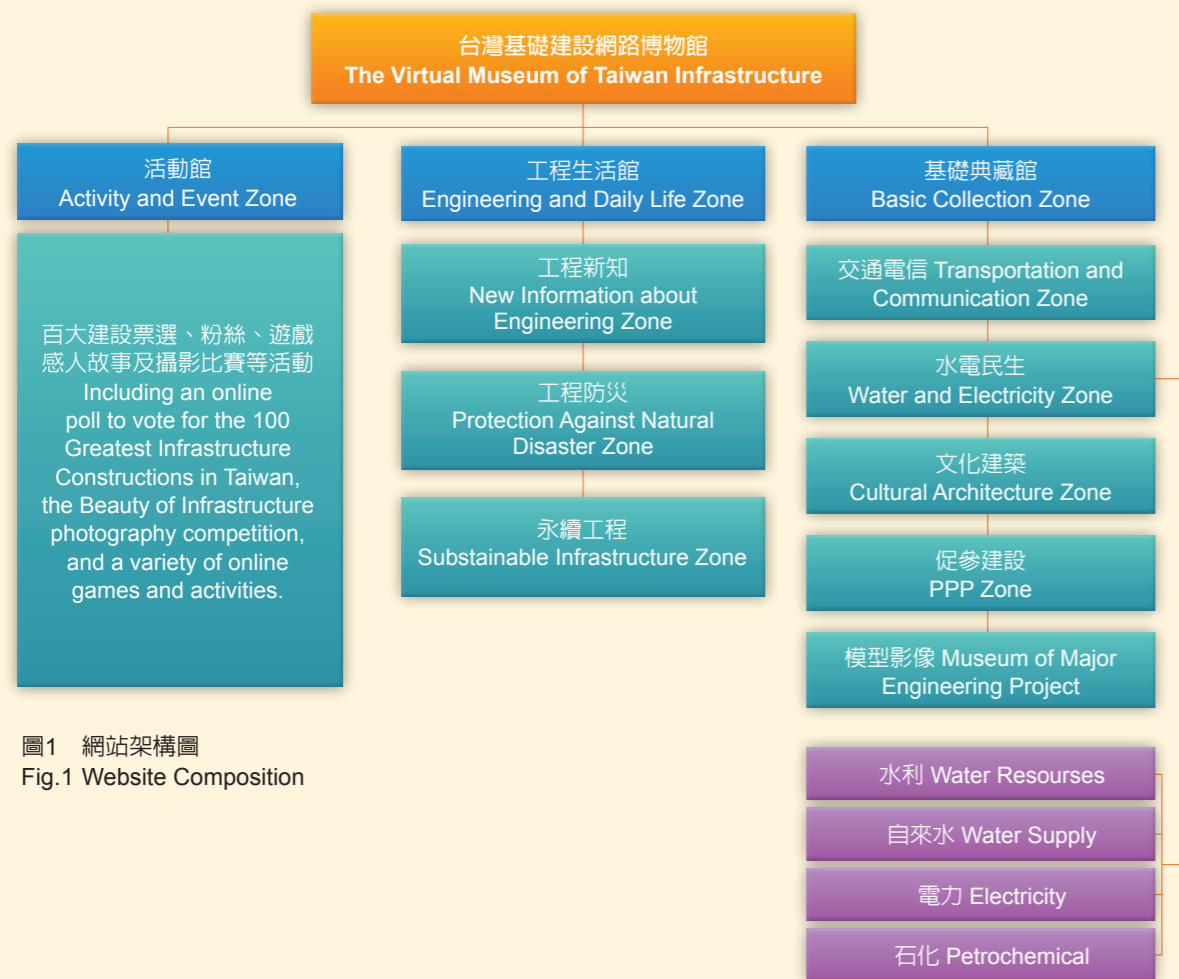 台灣基礎建設網路博物館
The Virtual Museum of Taiwan Infrastructure
活動館
Activity and Event Zone
百大建設票選、粉絲、遊戲
感人故事及攝影比賽等活動
Including an online
poll to vote for the 100
Greatest Infrastructure
Constructions in Taiwan,
the Beauty of Infrastructure
photography competition,
and a variety of online
games and activities.
工程生活館
Engineering and Daily Life Zone
工程新知
New Information about
Engineering Zone
工程防災
Protection Against Natural
Disaster Zone
永續工程
Substainable Infrastructure Zone
基礎典藏館
Basic Collection Zone
交通電信 Transportation and
Communication Zone
水電民生
Water and Electricity Zone
文化建築
Cultural Architecture Zone
促參建設
PPP Zone
模型影像 Museum of Major
Engineering Project
水利 Water Resourses
自來水 Water Supply
電力 Electricity
石化 Petrochemical
圖1 網站架構圖
Fig.1 Website Composition